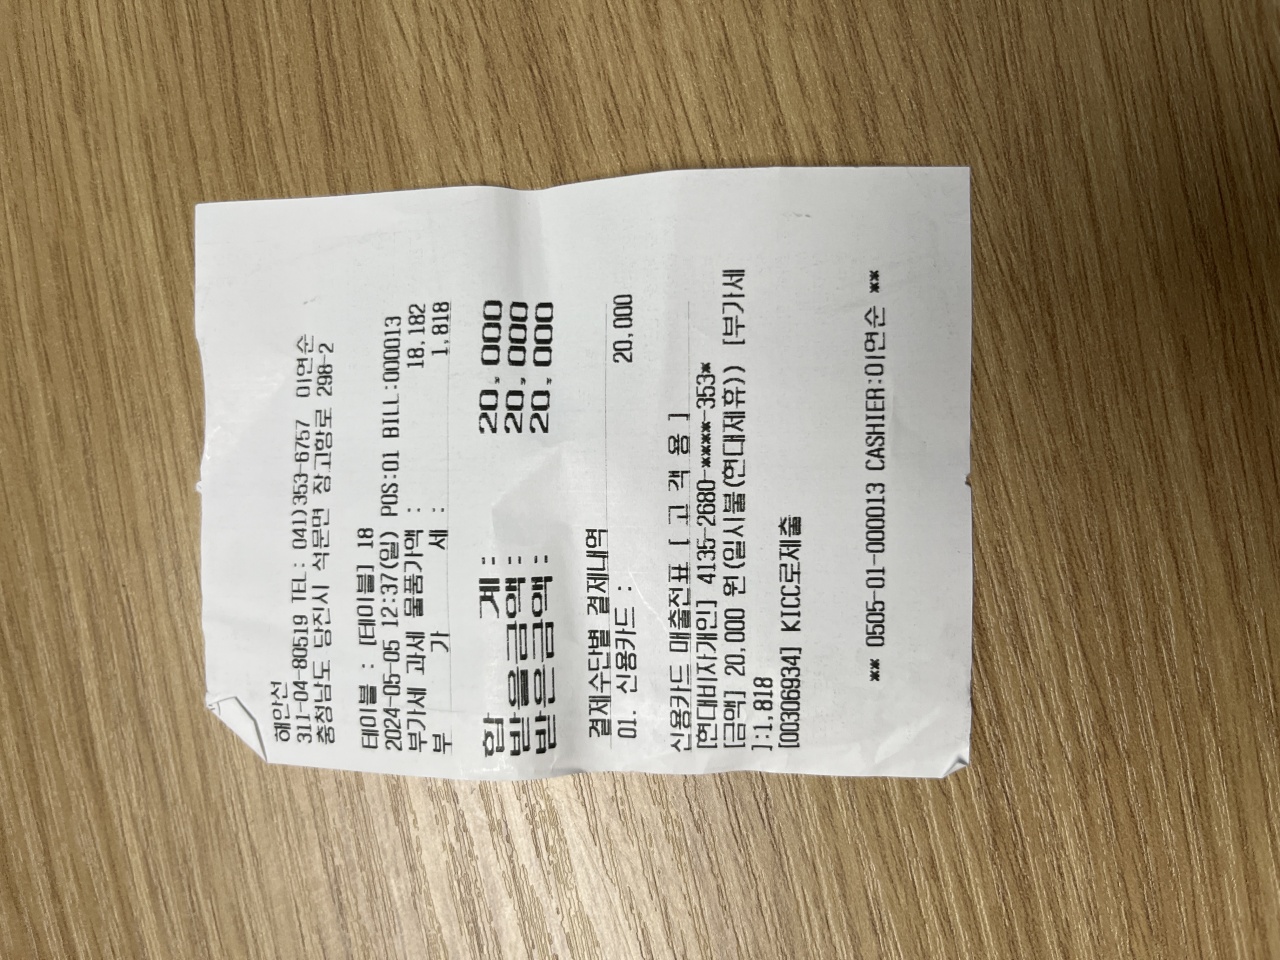 해안선
311-04-80519 TEL: 041)353-6757 이연순
충청남도 당진시 석문면 장고항로 298-2
테이블 : [테이블] 18
2024-05-05 12:37(일) POS:01 BILL:000013
부가세 과세 물품가액 : 18,182
부 가 세 : 1,818
합 계 : 20,000
받을금액 : 20,000
받은금액 : 20,000
결제수단별 결제내역
01. 신용카드 : 20,000
신용카드 매출전표 [ 고 객 용 ]
[현대비자개인] 4135-2680-****-353*
[금액] 20,000 원(일시불(현대제휴)) [부가세
]:1,818
[00306934] KICC로제출
** 0505-01-000013 CASHIER:이연순 **